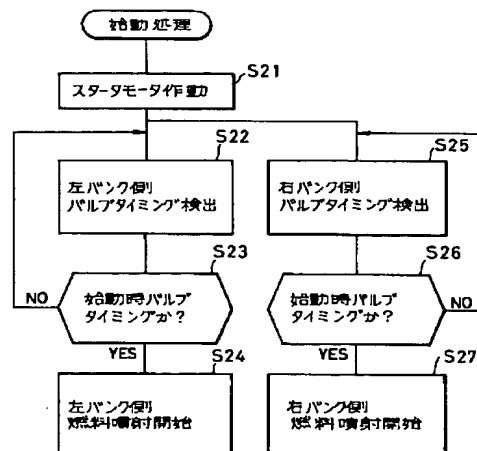 始動処理
S21
スタータモータ作動
S22
左バンク側
バルブタイミング検出
S25
右バンク側
バルブタイミング検出
S23
始動時バルブ
タイミングか?
NO
YES
S26
始動時バルブ
タイミングか?
NO
YES
S24
左バンク側
燃料噴射開始
S27
右バンク側
燃料噴射開始